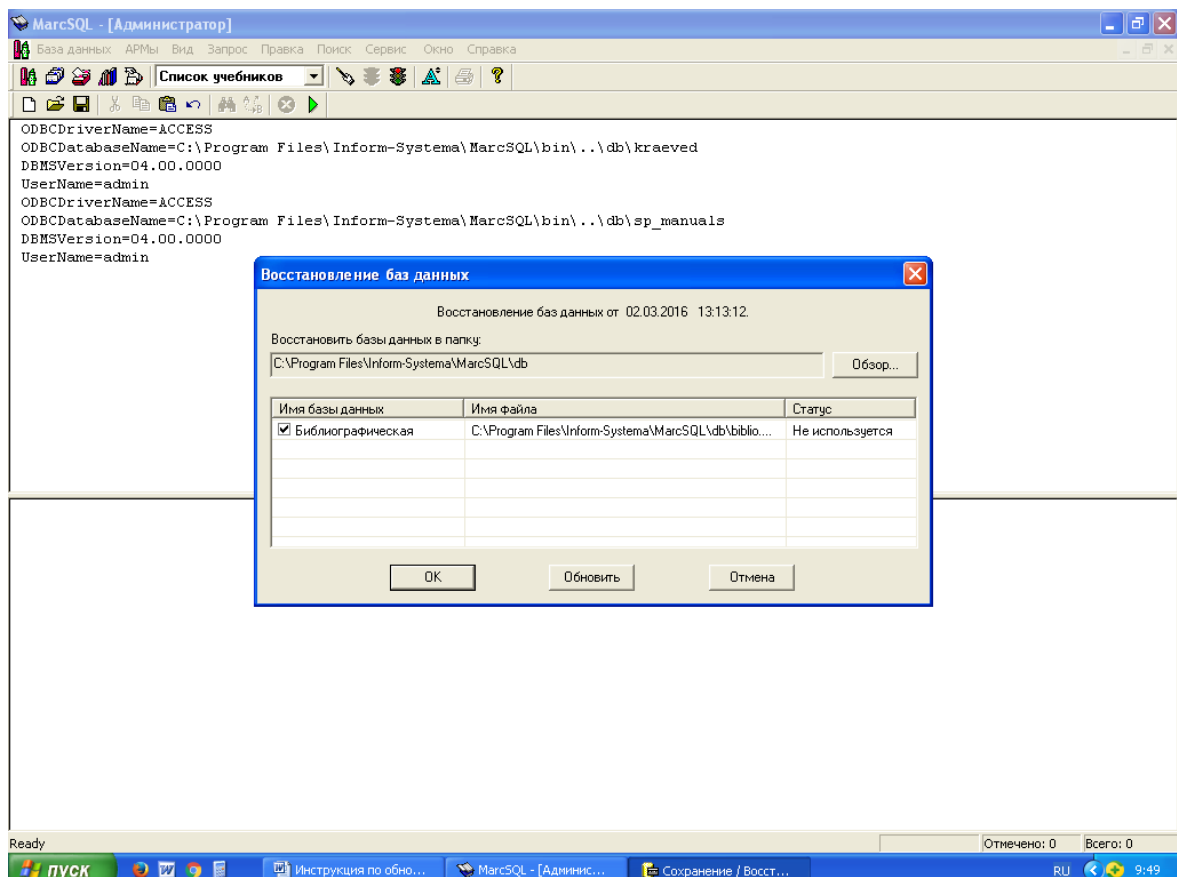 MarcSQL - [Администратор]
База данных АРМы Вид Запрос Правка Поиск Сервис Окно Справка
Список учебников
ODBCDriverName=ACCESS
ODBCDatabaseName=C:\Program Files\Inform-Systema\MarcSQL\bin\..\db\kraeved
DBMSVersion=04.00.0000
UserName=admin
ODBCDriverName=ACCESS
ODBCDatabaseName=C:\Program Files\Inform-Systema\MarcSQL\bin\..\db\sp_manuals
DBMSVersion=04.00.0000
UserName=admin
Восстановление баз данных
Восстановление баз данных от 02.03.2016 13:13:12.
Восстановить базы данных в папку:
C:\Program Files\Inform-Systema\MarcSQL\db
Обзор...
Имя базы данных Имя файла Статус
Библиографическая C:\Program Files\Inform-Systema\MarcSQL\db\biblio.... Не используется
OK Обновить Отмена
Ready Отмечено: 0 Всего: 0
пуск Инструкция по обно... MarcSQL - [Админис... Сохранение / Восст... RU 9:49